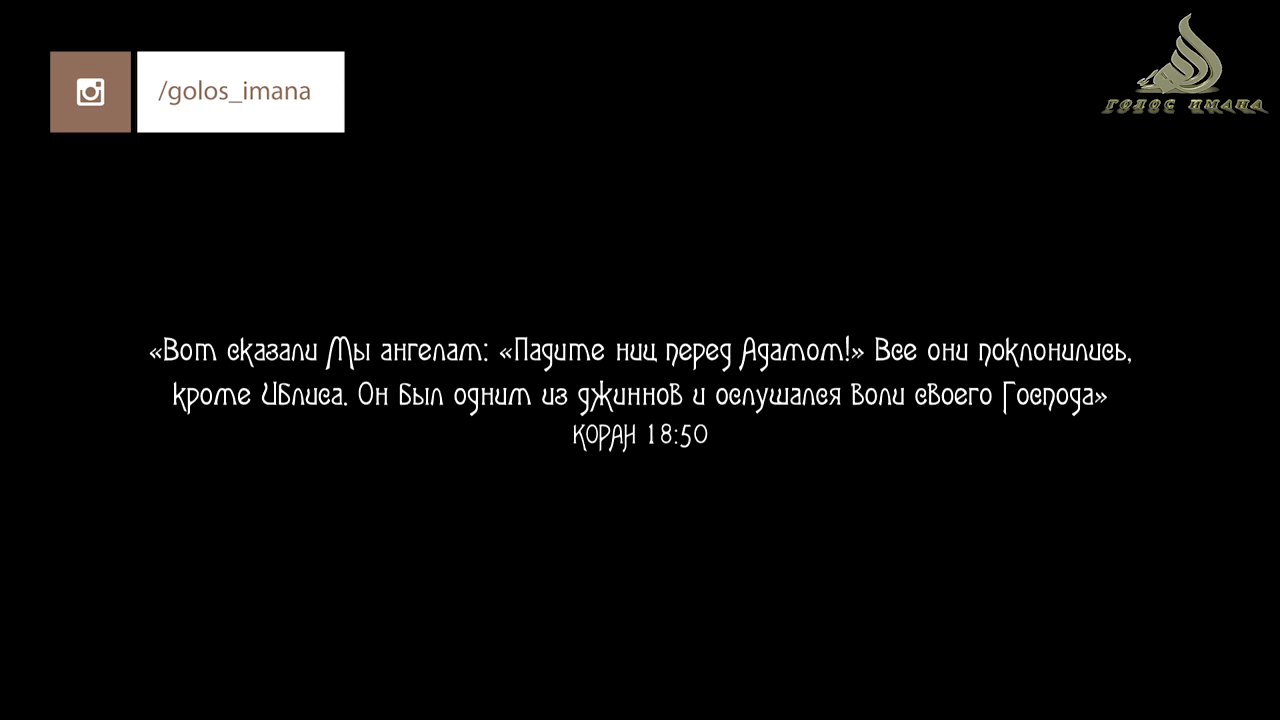 /golos_imana
ГОЛОС ИМАНА
«Вот сказали Мы ангелам: «Падите ниц перед Адамом!» Все они поклонились,
кроме Иблиса. Он был одним из джиннов и ослушался воли своего Господа»
КОРАН 18:50